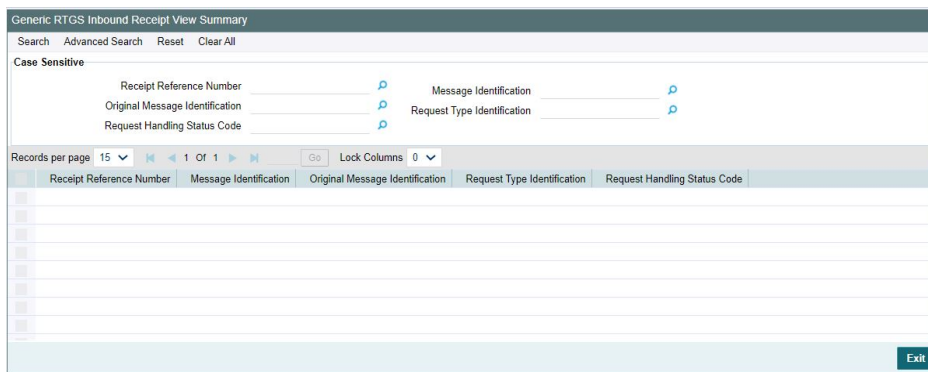 Generic RTGS Inbound Receipt View Summary
Search Advanced Search Reset Clear All
Case Sensitive
Receipt Reference Number Message Identification
Original Message Identification Request Type Identification
Request Handling Status Code
Records per page 15 1 Of 1 Go Lock Columns 0
Receipt Reference Number Message Identification Original Message Identification Request Type Identification Request Handling Status Code
Exit